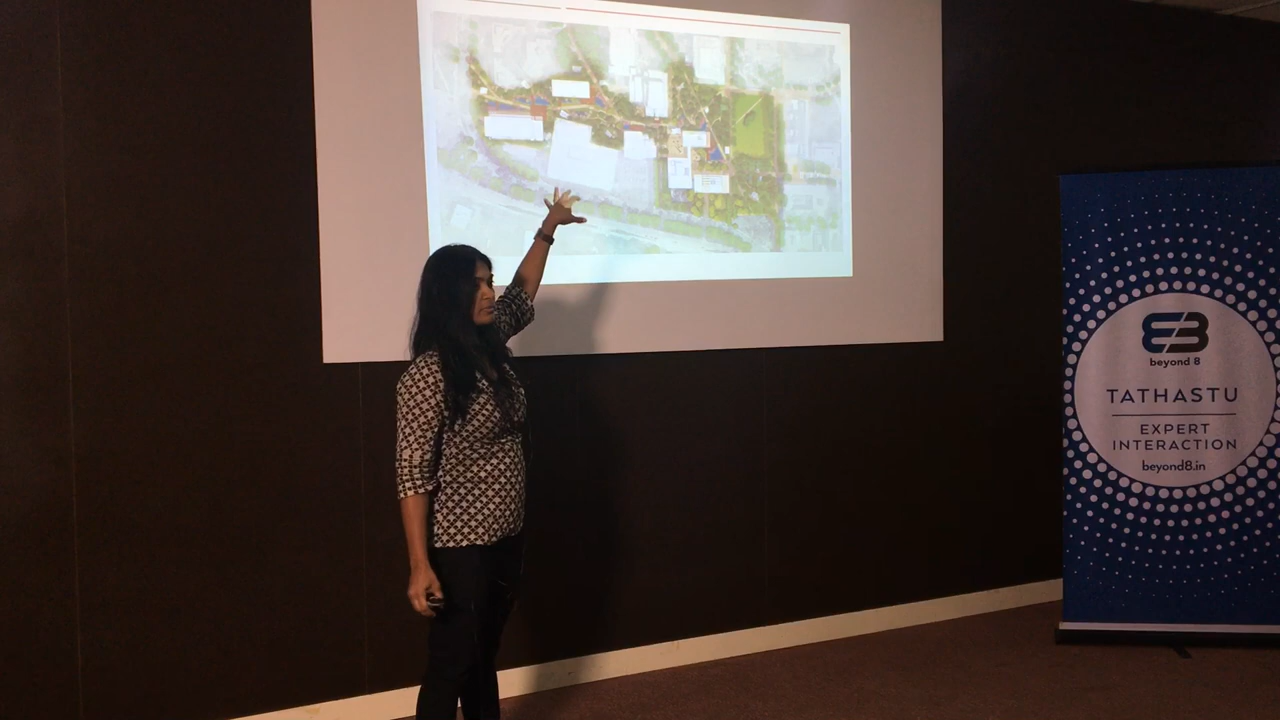 beyond 8
TATHASTU
EXPERT
INTERACTION
beyond8.in